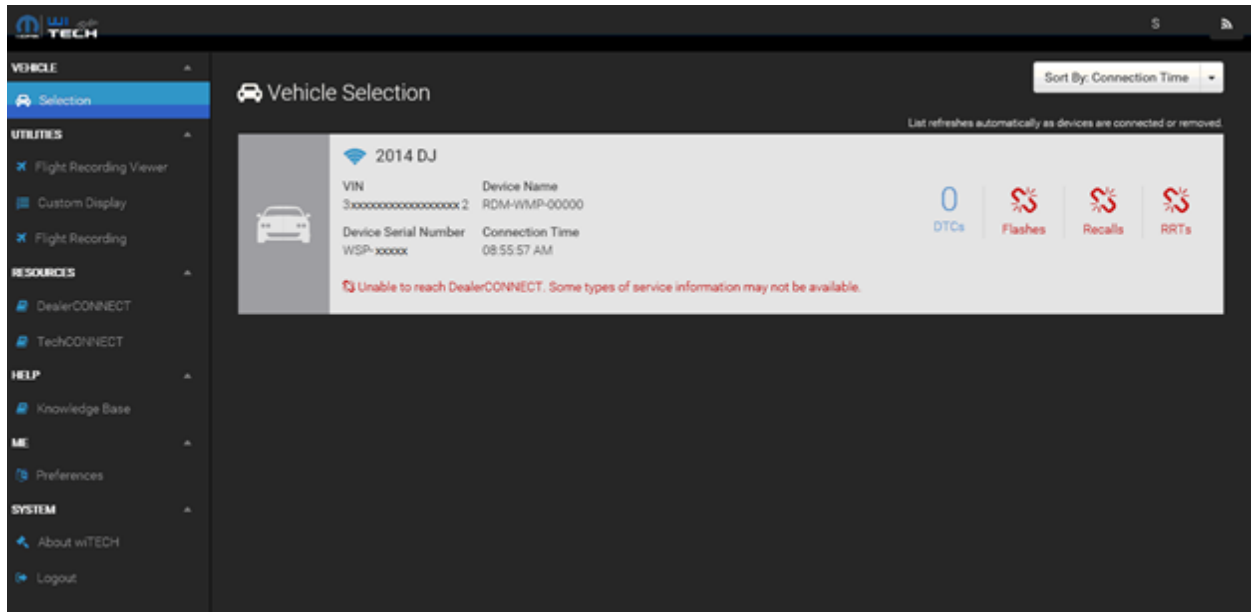 wi
TECH
S
VEHICLE
Selection
UTILITIES
Flight Recording Viewer
Custom Display
Flight Recording
RESOURCES
DealerCONNECT
TechCONNECT
HELP
Knowledge Base
ME
Preferences
SYSTEM
About wiTECH
Logout
Vehicle Selection
Sort By: Connection Time
List refreshes automatically as devices are connected or removed.
2014 DJ
VIN
Device Name
3xxxxxxxxxxxxxxxxx 2
RDM-WMP-00000
Device Serial Number
Connection Time
WSP- xxxxx
08:55:57 AM
0
DTCs
Flashes
Recalls
RRTs
Unable to reach DealerCONNECT. Some types of service information may not be available.